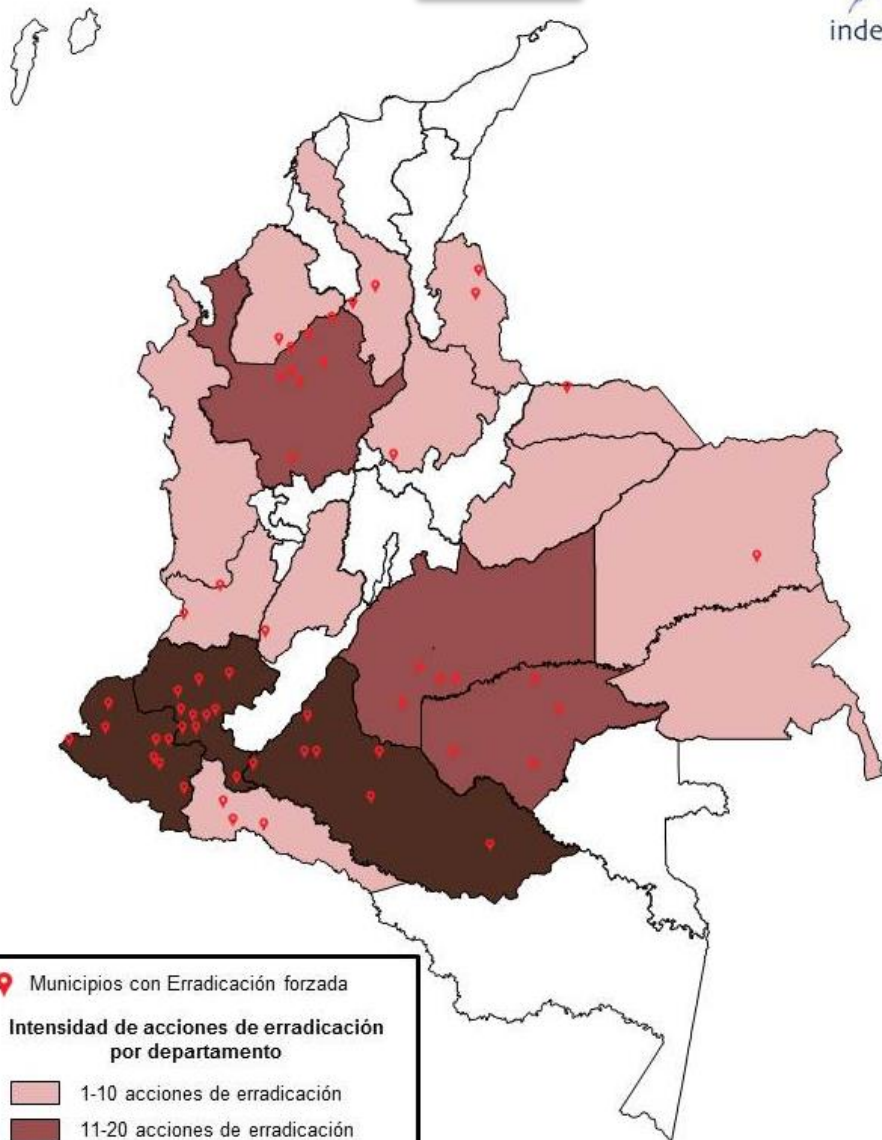 inde
Municipios con Erradicación forzada
Intensidad de acciones de erradicación
por departamento
1-10 acciones de erradicación
11-20 acciones de erradicación